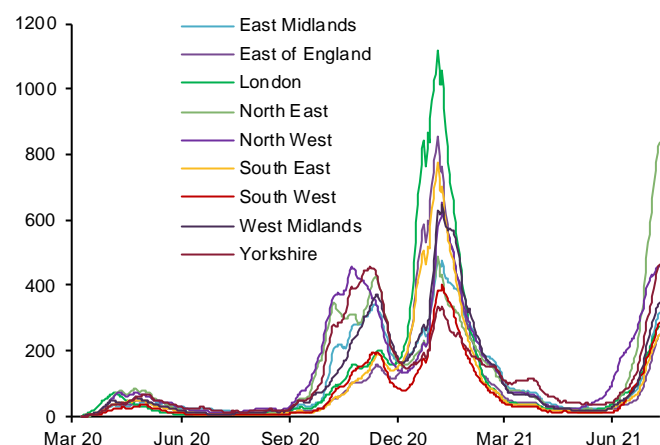 1200
1000
800
600
400
200
0
East Midlands
East of England
London
North East
North West
South East
South West
West Midlands
Yorkshire
Mar 20 Jun 20 Sep 20 Dec 20 Mar 21 Jun 21